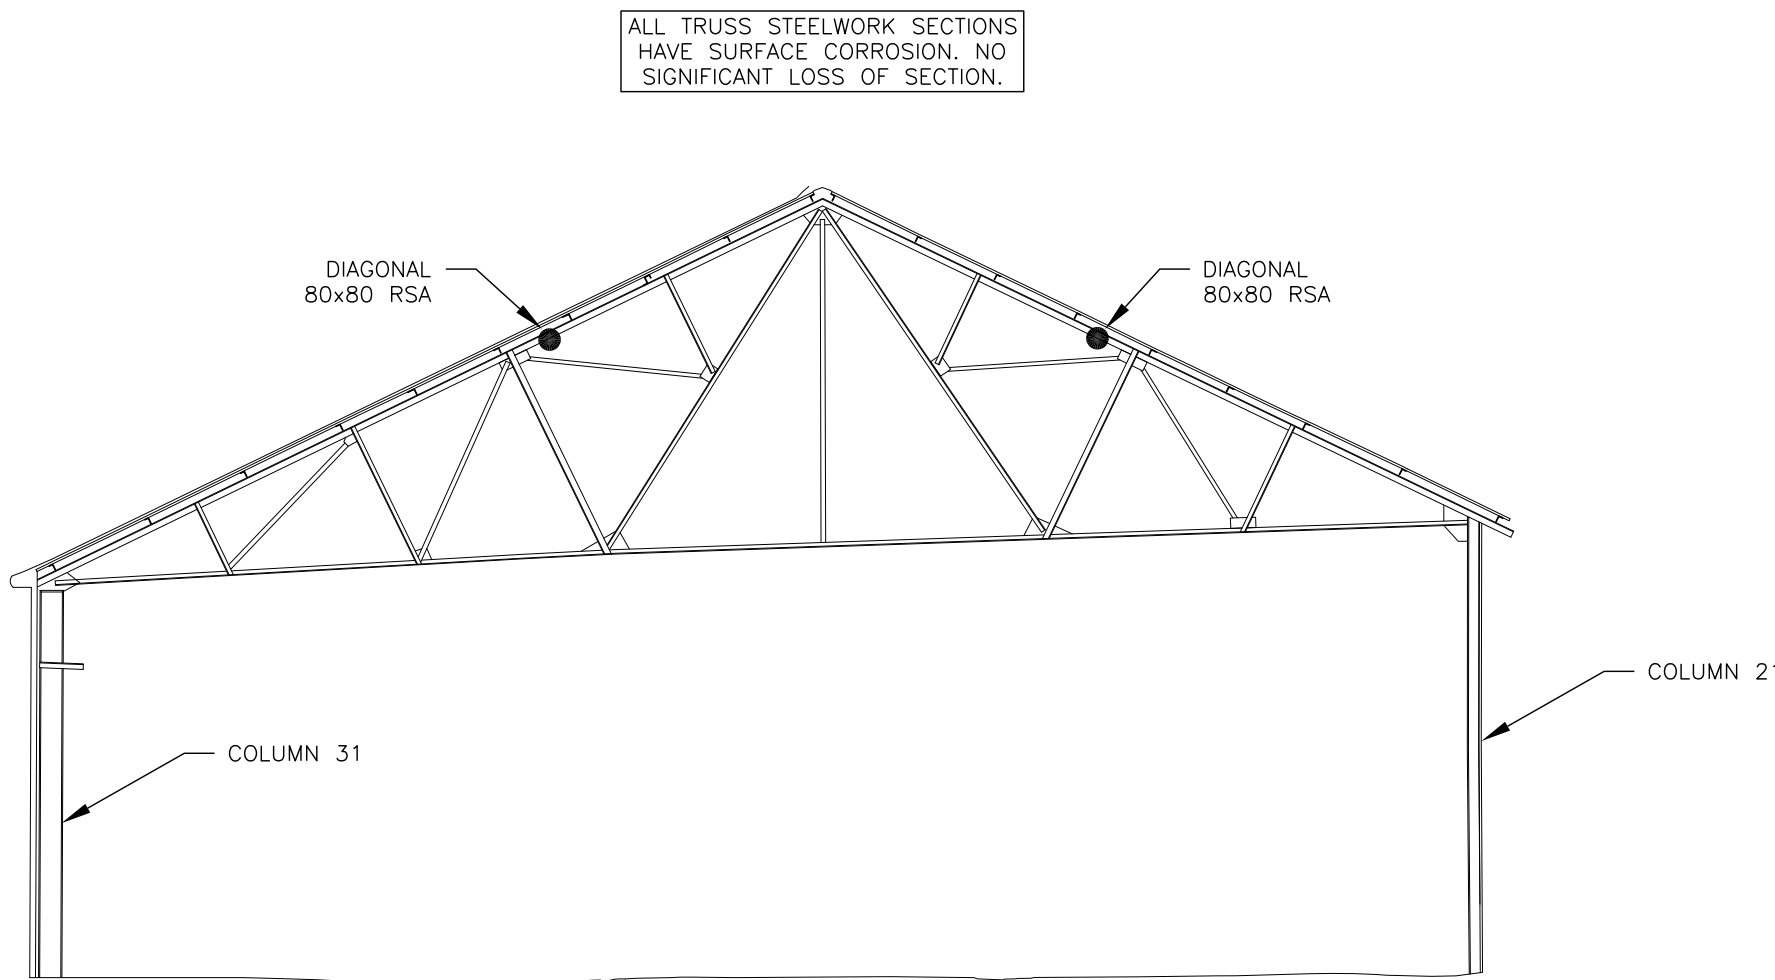 ALL TRUSS STEELWORK SECTIONS
HAVE SURFACE CORROSION. NO
SIGNIFICANT LOSS OF SECTION.
DIAGONAL
80x80 RSA
DIAGONAL
80x80 RSA
COLUMN 21
COLUMN 31